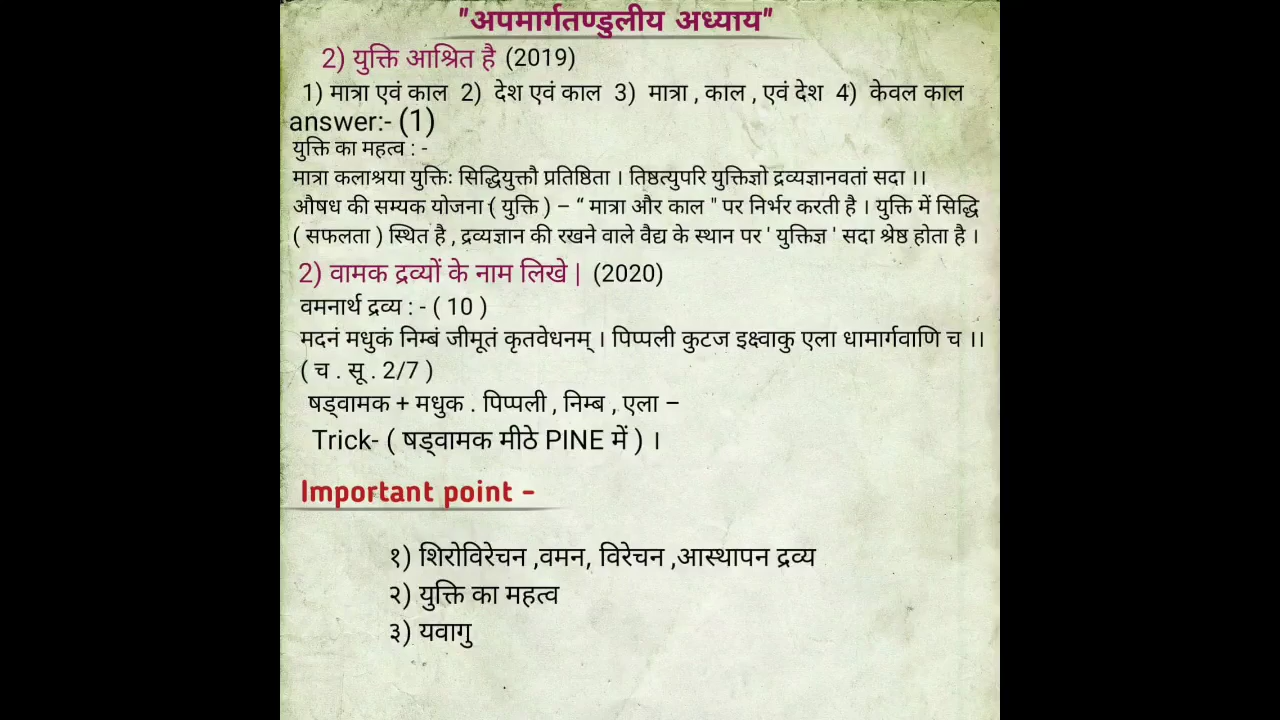 "अपमार्गतण्डुलीय अध्याय"
2) युक्ति आश्रित है (2019)
1) मात्रा एवं काल 2) देश एवं काल 3) मात्रा , काल , एवं देश 4) केवल काल
answer:- (1)
युक्ति का महत्व : -
मात्रा कलाश्रया युक्तिः सिद्धियुक्तौ प्रतिष्ठिता । तिष्ठत्युपरि युक्तिज्ञो द्रव्यज्ञानवतां सदा ।।
औषध की सम्यक योजना ( युक्ति ) – “ मात्रा और काल " पर निर्भर करती है । युक्ति में सिद्धि
( सफलता ) स्थित है , द्रव्यज्ञान की रखने वाले वैद्य के स्थान पर ' युक्तिज्ञ ' सदा श्रेष्ठ होता है ।
2) वामक द्रव्यों के नाम लिखे | (2020)
वमनार्थ द्रव्य : - ( 10 )
मदनं मधुकं निम्बं जीमूतं कृतवेधनम् । पिप्पली कुटज इक्ष्वाकु एला धामार्गवाणि च ।।
( च . सू . 2/7 )
षड्वामक + मधुक . पिप्पली , निम्ब , एला –
Trick- ( षड्वामक मीठे PINE में ) ।
Important point -
१) शिरोविरेचन ,वमन, विरेचन ,आस्थापन द्रव्य
२) युक्ति का महत्व
३) यवागु